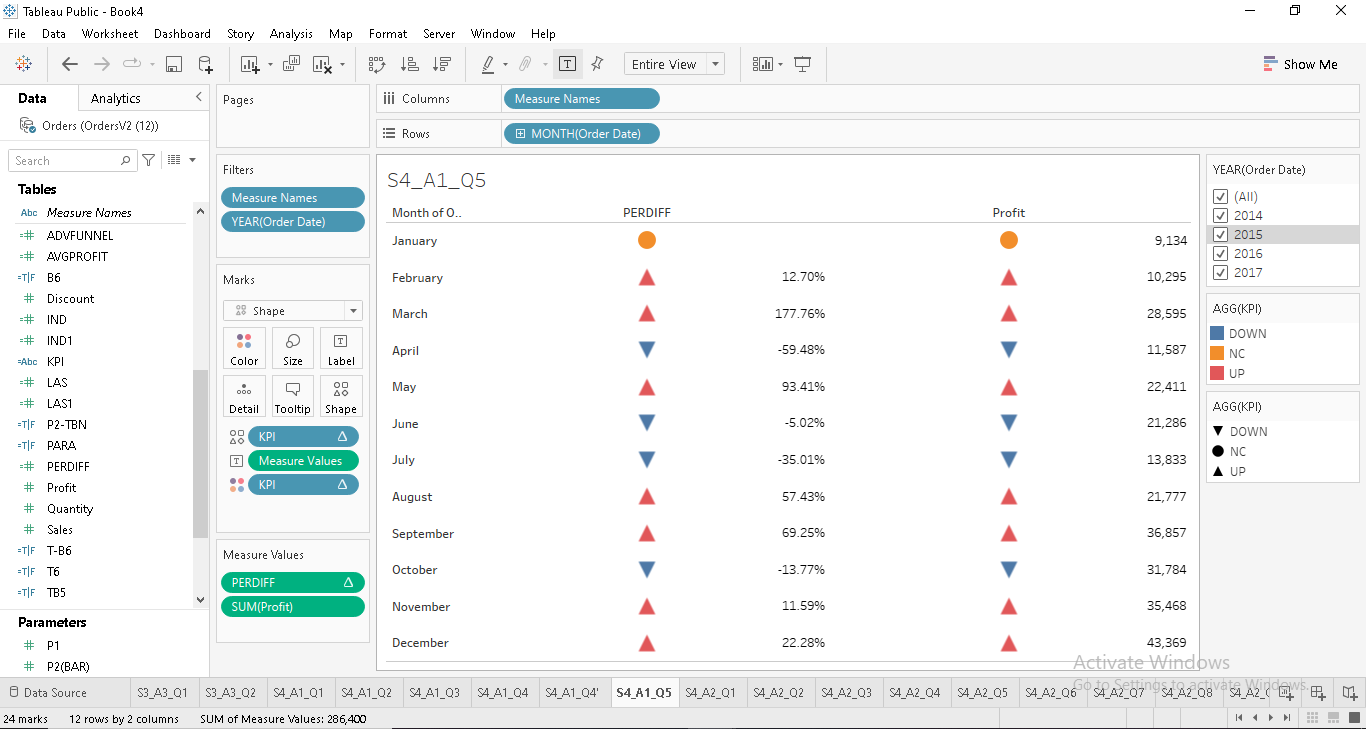 Tableau Public - Book4
File Data Worksheet Dashboard Story Analysis Map Format Server Window Help
Entire View
Show Me
Data Analytics
Orders (OrdersV2 (12))
Search
Tables
Abc Measure Names
ADVFUNNEL
AVGPROFIT
=T|F B6
Discount
IND
IND1
=Abc KPI
LAS
LAS1
=T|F P2-TBN
=T|F PARA
PERDIFF
Profit
Quantity
Sales
=T|F T-B6
=T|F T6
=T|F TB5
Parameters
P1
P2(BAR)
Pages
Filters
Measure Names
YEAR(Order Date)
Marks
Shape
Color Size Label
Detail Tooltip Shape
KPI
Measure Values
KPI
Measure Values
PERDIFF
SUM(Profit)
Columns Measure Names
Rows MONTH(Order Date)
S4_A1_Q5
Month of O.. PERDIFF Profit
January 9,134
February 12.70% 10,295
March 177.76% 28,595
April -59.48% 11,587
May 93.41% 22,411
June -5.02% 21,286
July -35.01% 13,833
August 57.43% 21,777
September 69.25% 36,857
October -13.77% 31,784
November 11.59% 35,468
December 22.28% 43,369
YEAR(Order Date)
(All)
2014
2015
2016
2017
AGG(KPI)
DOWN
NC
UP
AGG(KPI)
DOWN
NC
UP
Activate Windows
Go to Settings to activate Windows.
Data Source S3_A3_Q1 S3_A3_Q2 S4_A1_Q1 S4_A1_Q2 S4_A1_Q3 S4_A1_Q4 S4_A1_Q4' S4_A1_Q5 S4_A2_Q1 S4_A2_Q2 S4_A2_Q3 S4_A2_Q4 S4_A2_Q5 S4_A2_Q6 S4_A2_Q7 S4_A2_Q8
24 marks 12 rows by 2 columns SUM of Measure Values: 286,400